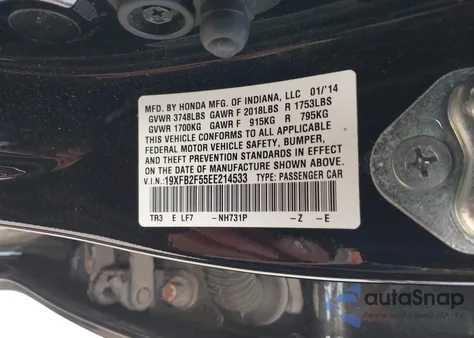 MFD. BY HONDA MFG. OF INDIANA, LLC 01/'14
GVWR 3748LBS GAWR F 2018LBS R 1753LBS
GVWR 1700KG GAWR F 915KG R 795KG
THIS VEHICLE CONFORMS TO ALL APPLICABLE
FEDERAL MOTOR VEHICLE SAFETY, BUMPER,
AND THEFT PREVENTION STANDARDS IN EFFECT
ON THE DATE OF MANUFACTURE SHOWN ABOVE.
V.I.N.: 19XFB2F55EE214533 TYPE: PASSENGER CAR
TR3 E LF7 -NH731P -Z -E
autoSnap